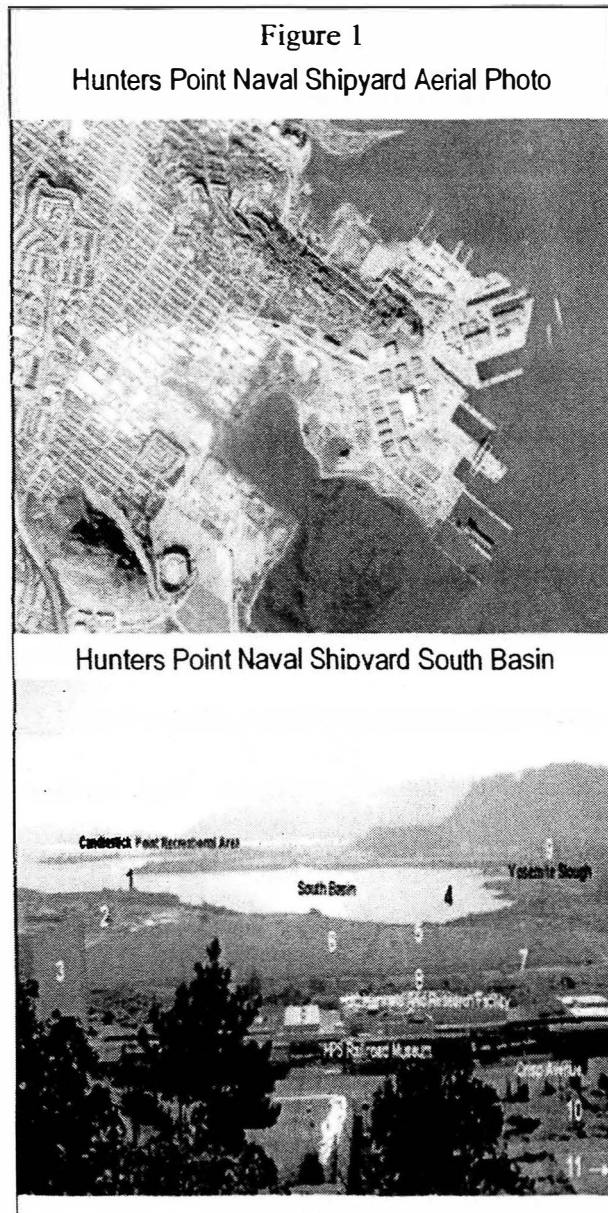 Figure 1
Hunters Point Naval Shipyard Aerial Photo
Hunters Point Naval Shipyard South Basin
Candlestick Point Recreational Area
9
Yosemite Slough
1
South Basin
4
2
6
5
3
7
8
Research Facility
HPS Railroad Museum
Crisp Avenue
10
11 →